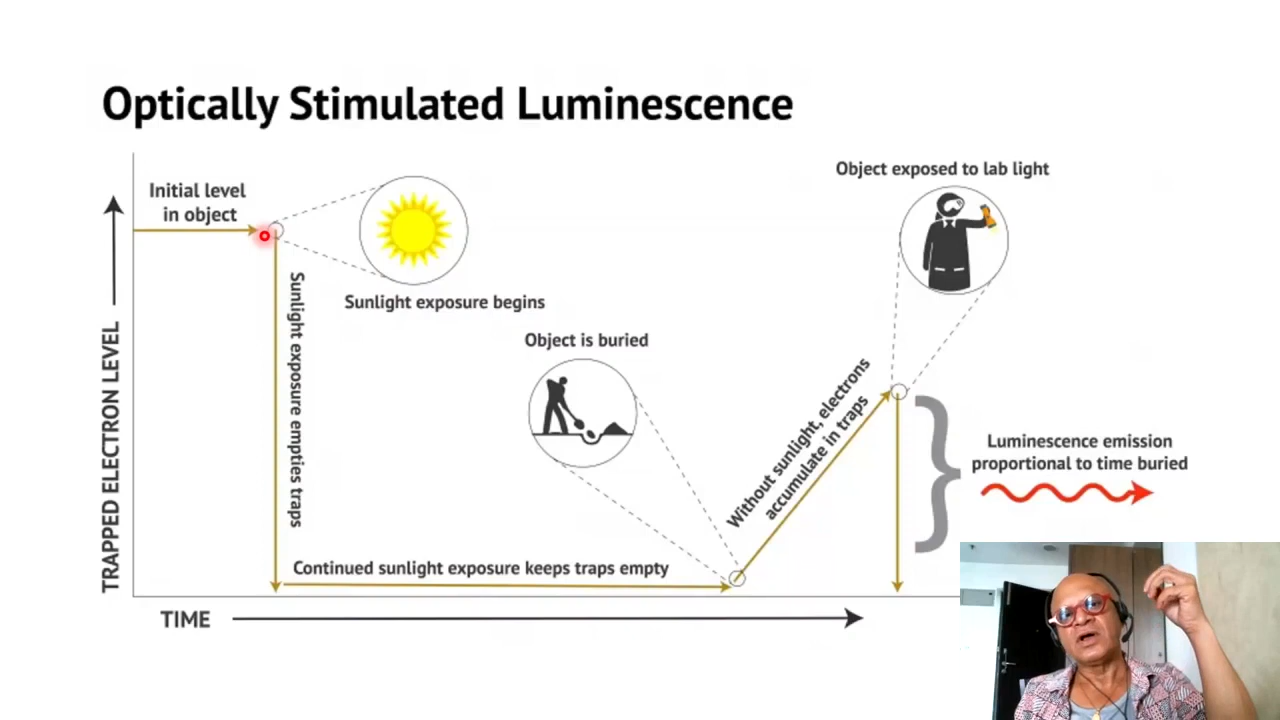 Optically Stimulated Luminescence
Initial level
in object
Sunlight exposure begins
Sunlight exposure empties traps
Object is buried
Continued sunlight exposure keeps traps empty
Without sunlight, electrons
accumulate in traps
Object exposed to lab light
Luminescence emission
proportional to time buried
TRAPPED ELECTRON LEVEL
TIME